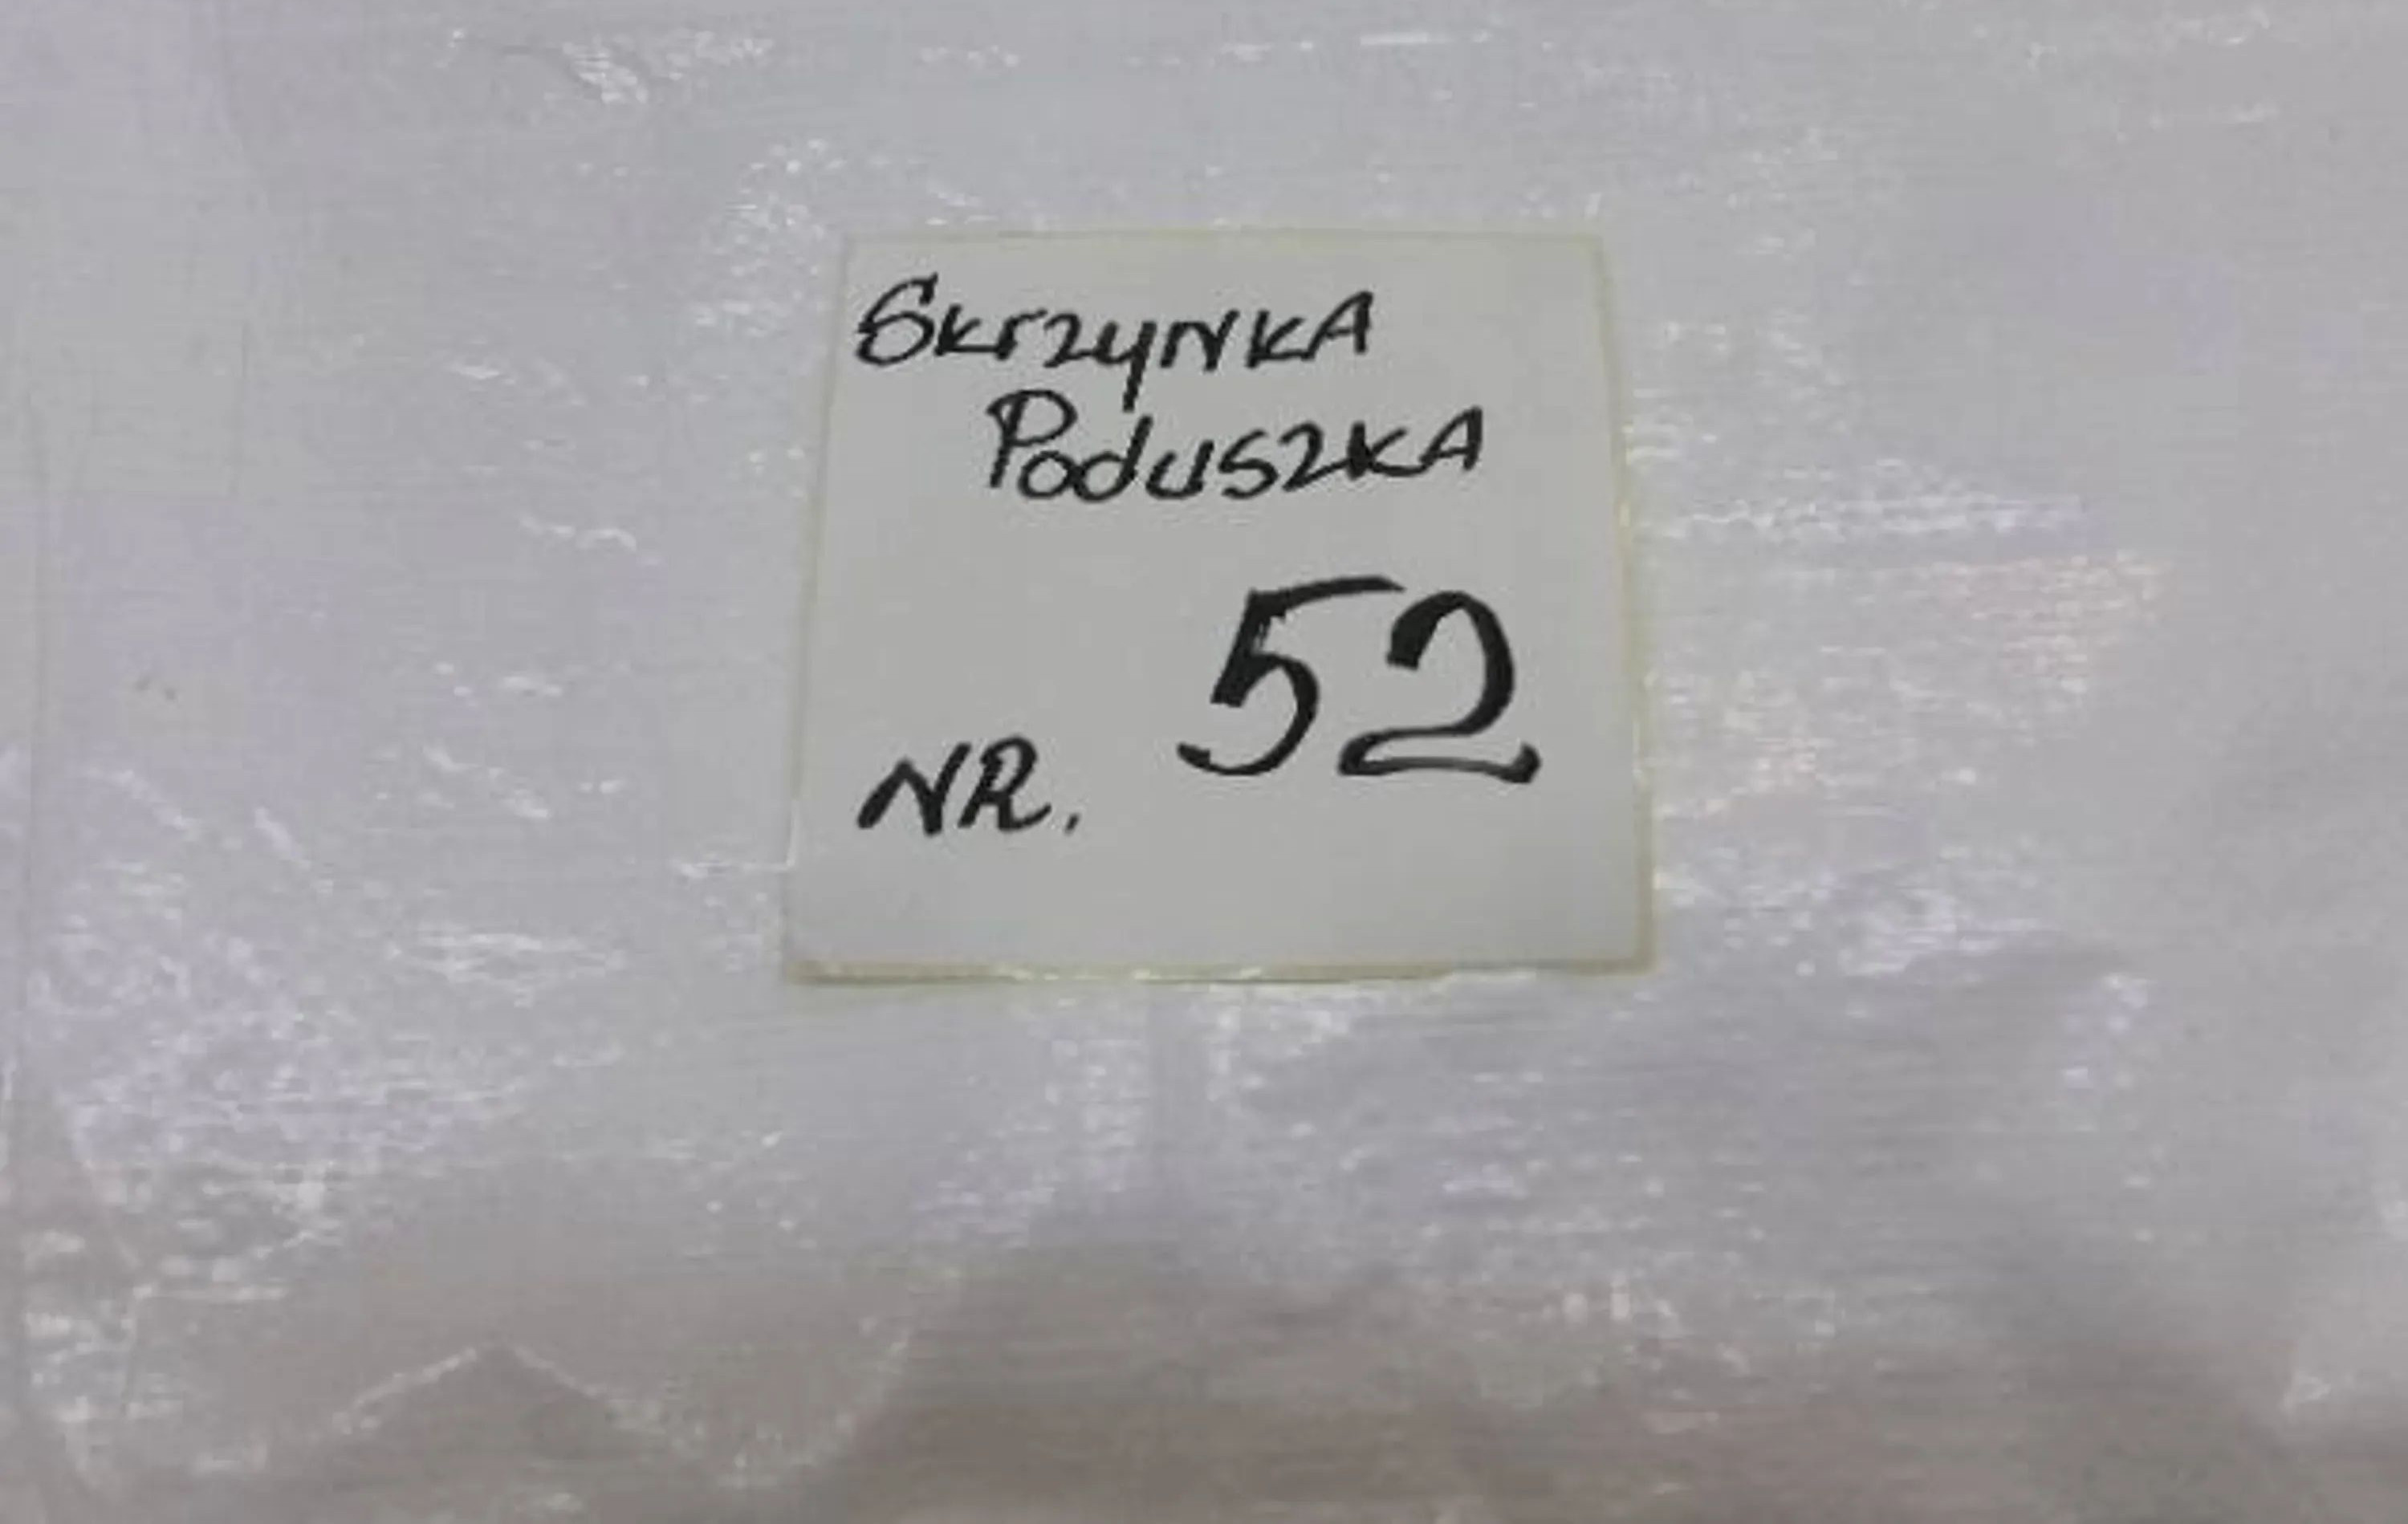 SkrzyNKA
PoduszKA
52
NR.